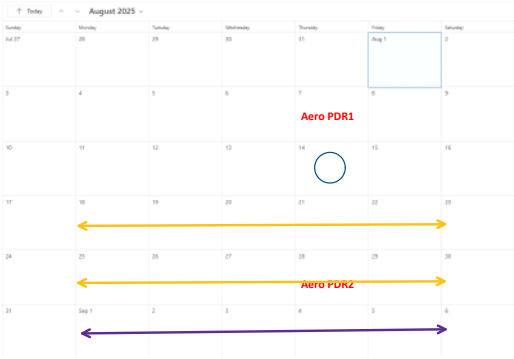 Today August 2025
Sunday Monday Tuesday Wednesday Thursday Friday Saturday
Jul 27 28 29 30 31 Aug 1 2
3 4 5 6 7 8 9
Aero PDR1
10 11 12 13 14 15 16
17 18 19 20 21 22 23
24 25 26 27 28 29 30
Aero PDR2
31 Sep 1 2 3 4 5 6